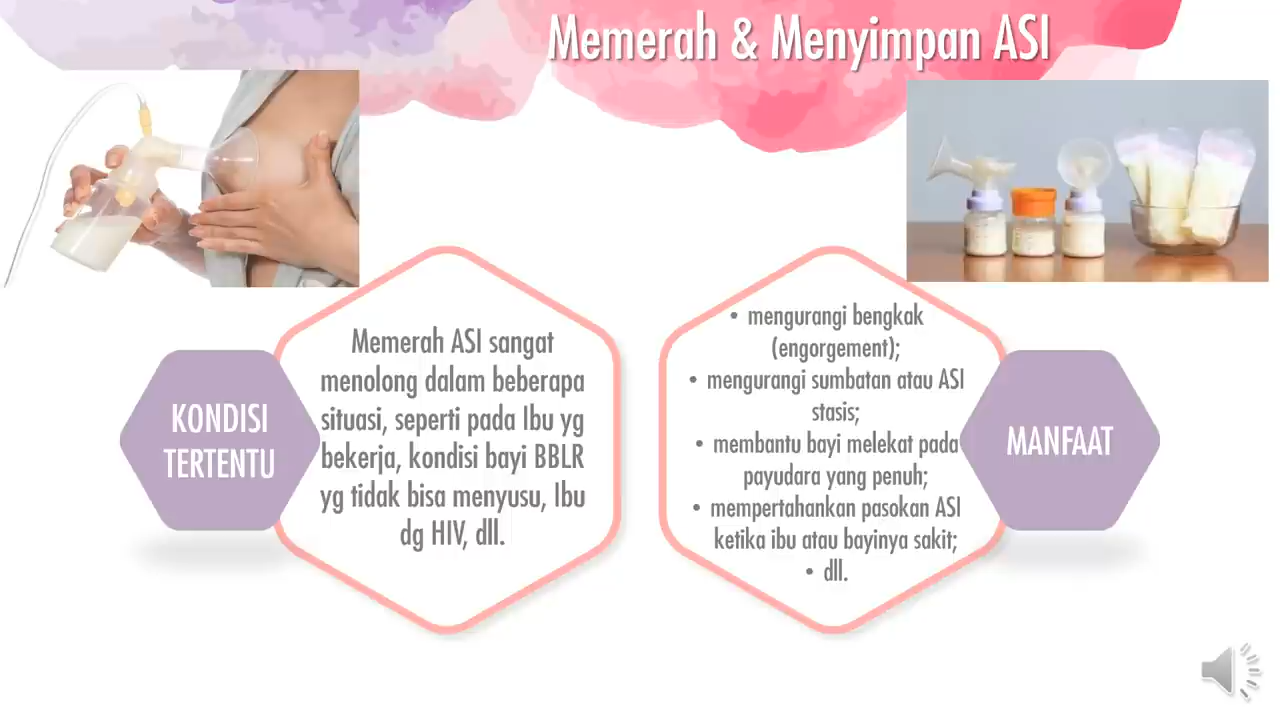 Memerah & Menyimpan ASI
KONDISI
TERTENTU
Memerah ASI sangat
menolong dalam beberapa
situasi, seperti pada Ibu yg
bekerja, kondisi bayi BBLR
yg tidak bisa menyusu, Ibu
dg HIV, dll.
• mengurangi bengkak
(engorgement);
• mengurangi sumbatan atau ASI
stasis;
• membantu bayi melekat pada
payudara yang penuh;
• mempertahankan pasokan ASI
ketika ibu atau bayinya sakit;
• dll.
MANFAAT